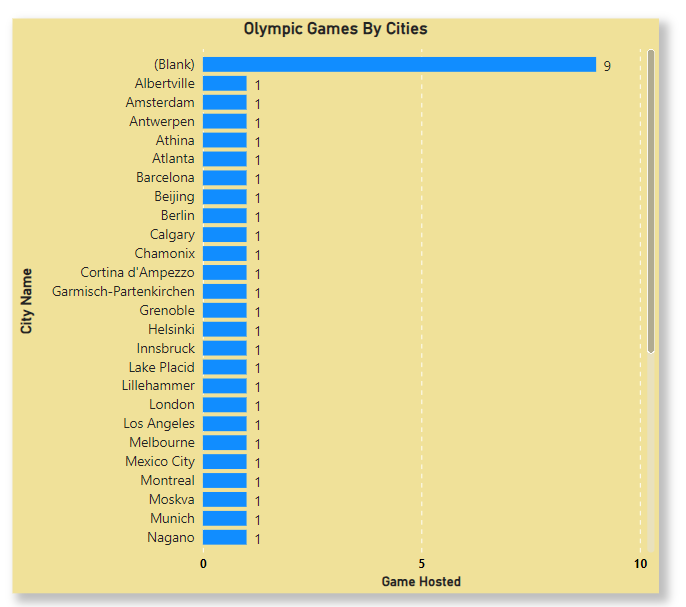 Olympic Games By Cities
City Name
(Blank) 9
Albertville 1
Amsterdam 1
Antwerpen 1
Athina 1
Atlanta 1
Barcelona 1
Beijing 1
Berlin 1
Calgary 1
Chamonix 1
Cortina d'Ampezzo 1
Garmisch-Partenkirchen 1
Grenoble 1
Helsinki 1
Innsbruck 1
Lake Placid 1
Lillehammer 1
London 1
Los Angeles 1
Melbourne 1
Mexico City 1
Montreal 1
Moskva 1
Munich 1
Nagano 1
0 5 10
Game Hosted